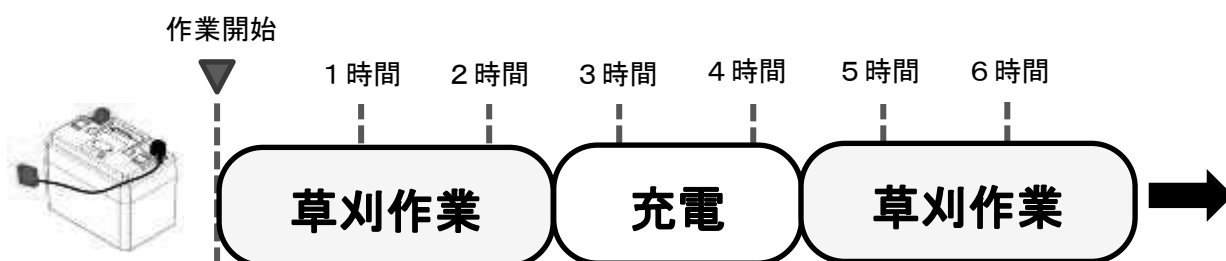 作業開始
１時間 ２時間 ３時間 ４時間 ５時間 ６時間
草刈作業 充電 草刈作業